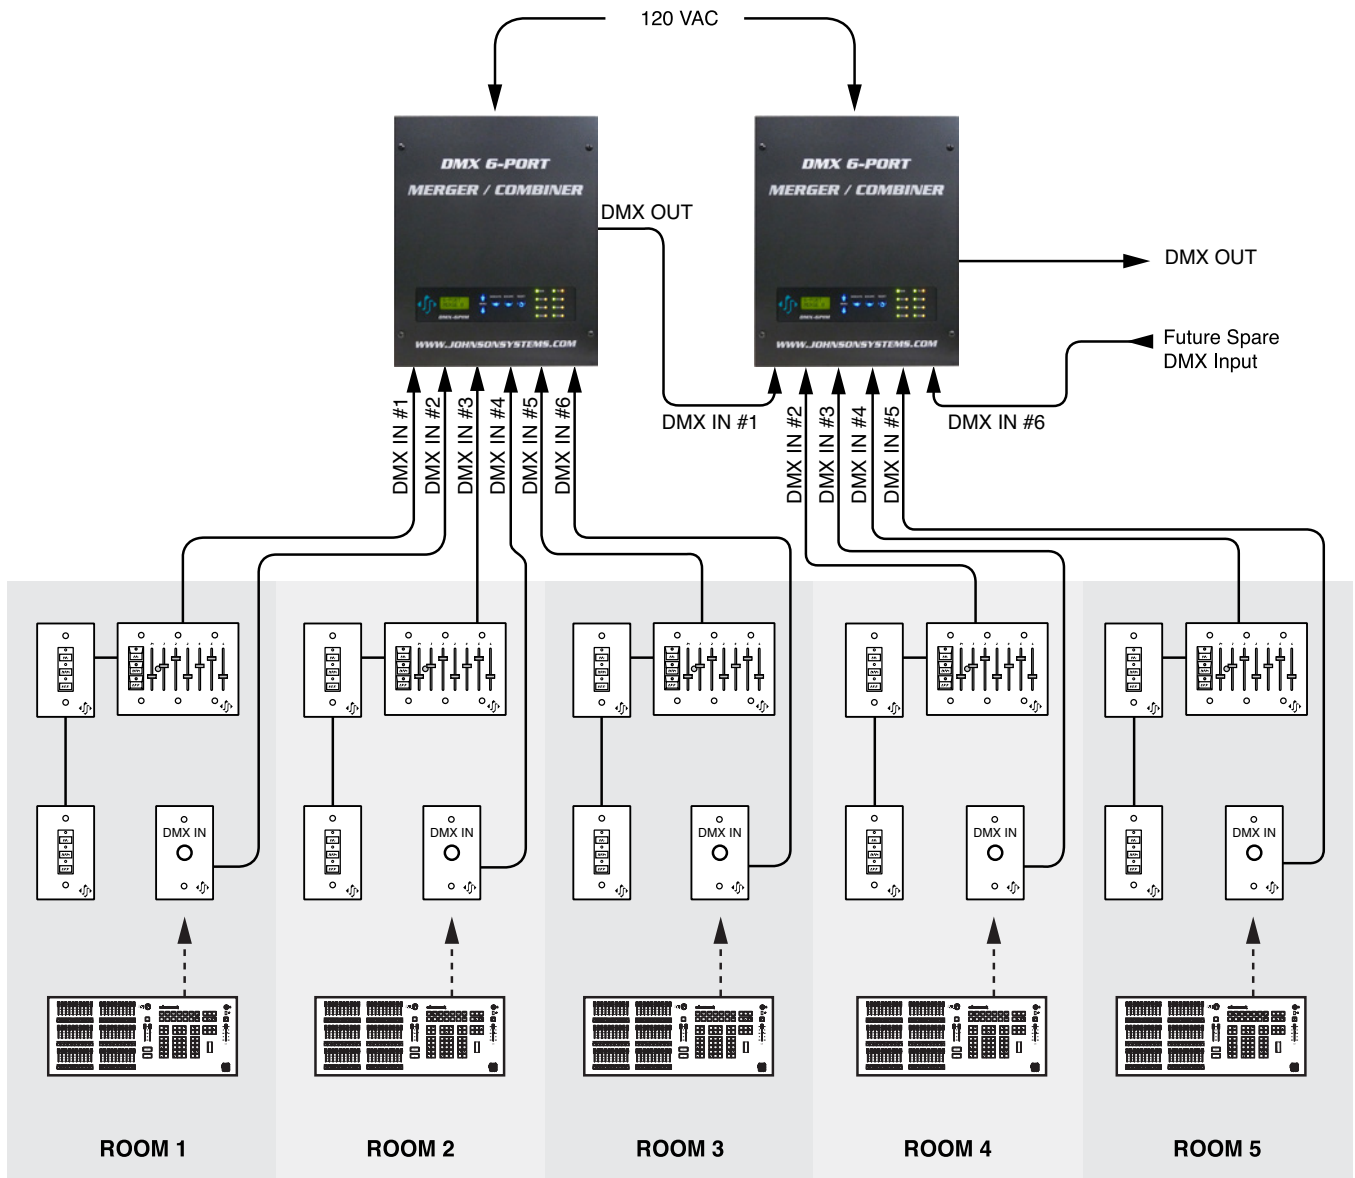 120 VAC
DMX 6-PORT
MERGER / COMBINER
WWW.JOHNSONSYSTEMS.COM
DMX 6-PORT
MERGER / COMBINER
WWW.JOHNSONSYSTEMS.COM
DMX OUT
DMX OUT
Future Spare
DMX Input
DMX IN #1
DMX IN #2
DMX IN #3
DMX IN #4
DMX IN #5
DMX IN #6
DMX IN #1
DMX IN #2
DMX IN #3
DMX IN #4
DMX IN #5
DMX IN #6
DMX IN
DMX IN
DMX IN
DMX IN
DMX IN
ROOM 1
ROOM 2
ROOM 3
ROOM 4
ROOM 5